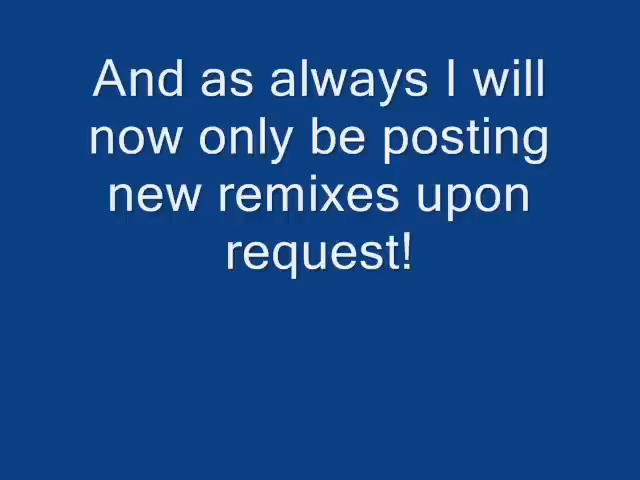 And as always I will
now only be posting
new remixes upon
request!